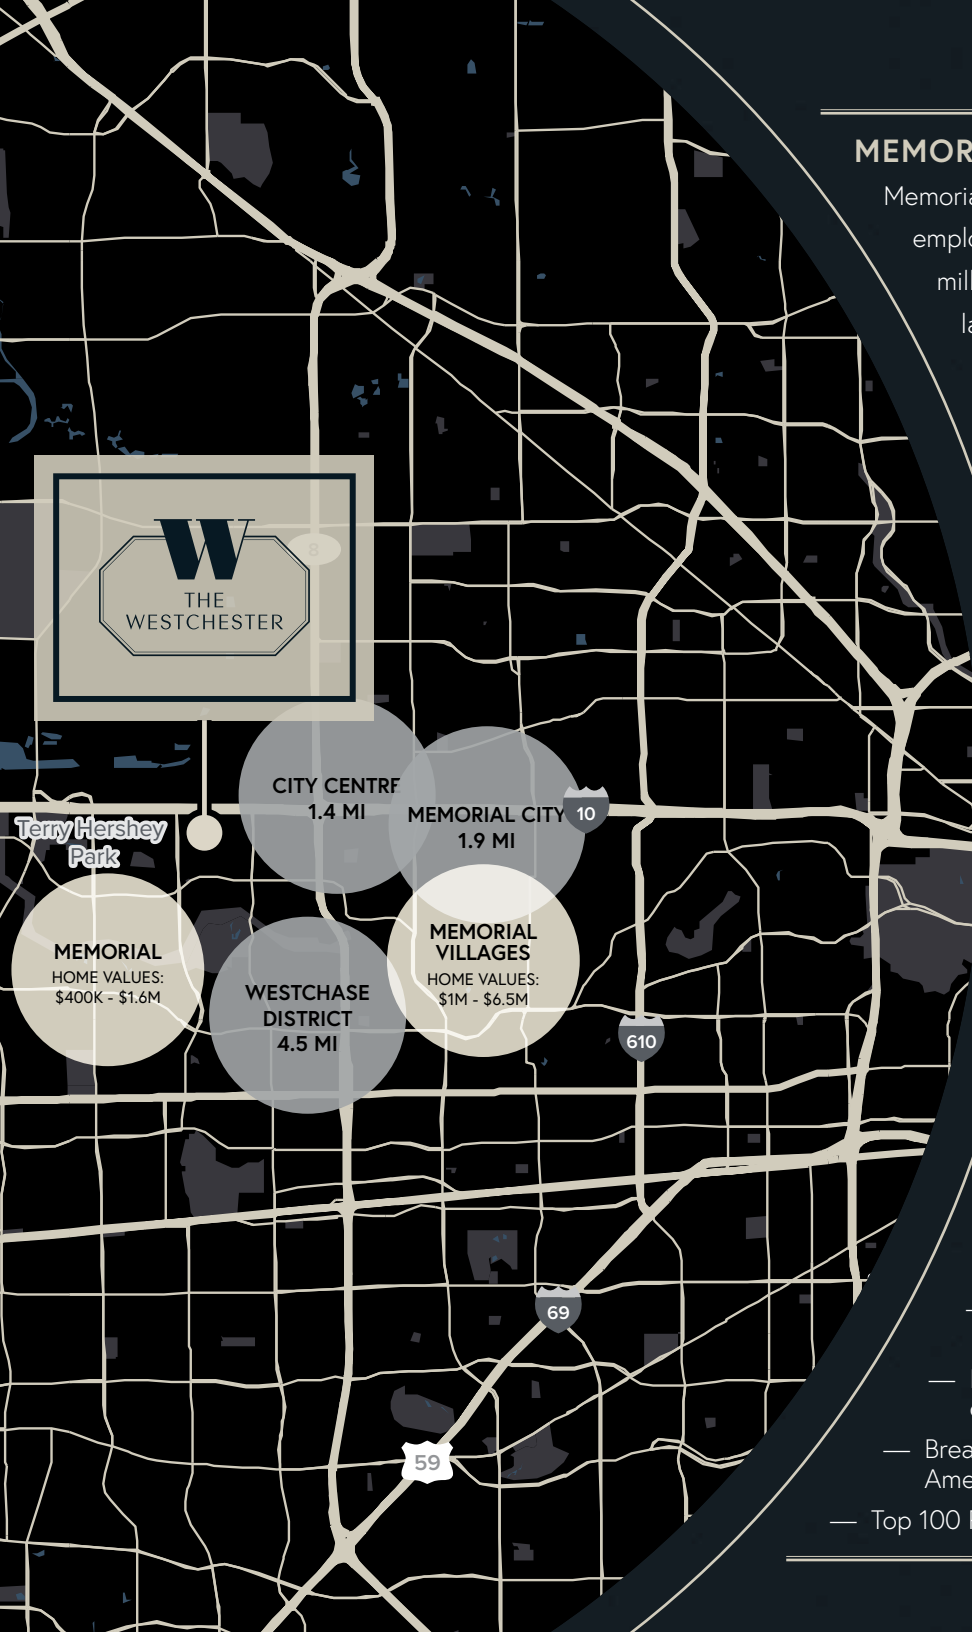 8
W
THE
WESTCHESTER
CITY CENTRE
1.4 MI
MEMORIAL CITY
1.9 MI
10
Terry Hershey
Park
MEMORIAL
HOME VALUES:
$400K - $1.6M
MEMORIAL
VILLAGES
HOME VALUES:
$1M - $6.5M
WESTCHASE
DISTRICT
4.5 MI
610
69
59
MEMOR
Memoria
emplo
mill
la
—
—
— Brea
Ame
— Top 100